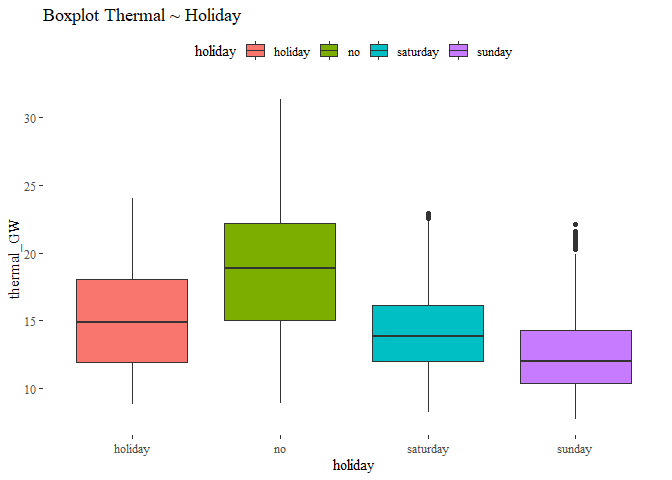 Boxplot Thermal ~ Holiday
holiday holiday no saturday sunday
thermal_GW
30
25
20
15
10
holiday no saturday sunday
holiday